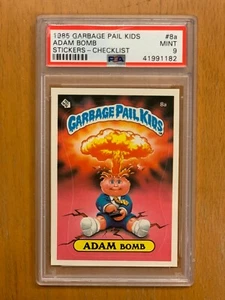 1985 GARBAGE PAIL KIDS #8a
ADAM BOMB MINT
STICKERS - CHECKLIST 9
PSA 41991182
8a
GARBAGE PAIL KIDS
ADAM BOMB